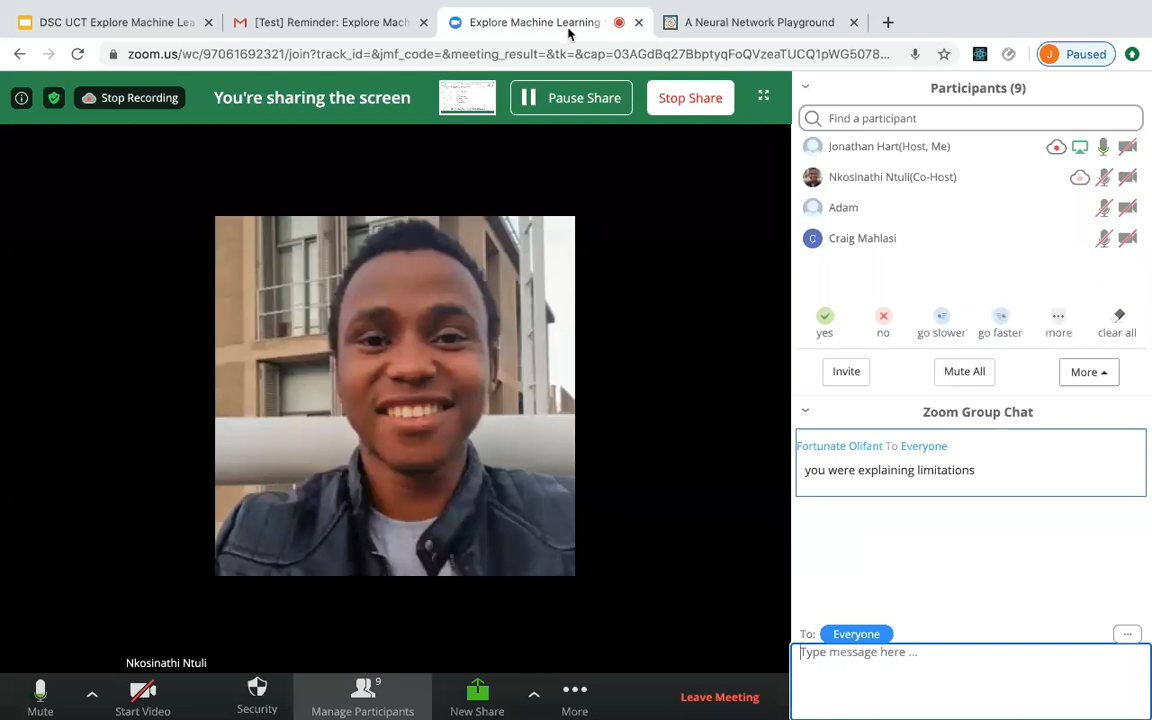 DSC UCT Explore Machine Lea
[Test] Reminder: Explore Mach
Explore Machine Learning
A Neural Network Playground
zoom.us/wc/97061692321/join?track_id=&jmf_code=&meeting_result=&tk=&cap=03AGdBq27BbptyqFoQVzeaTUCQ1pWG5078...
J
Paused
Stop Recording
You're sharing the screen
Pause Share
Stop Share
Participants (9)
Find a participant
Jonathan Hart(Host, Me)
Nkosinathi Ntuli(Co-Host)
Adam
C
Craig Mahlasi
yes
no
go slower
go faster
more
clear all
Invite
Mute All
More
Zoom Group Chat
Fortunate Olifant To Everyone
you were explaining limitations
To: Everyone
Type message here ...
Nkosinathi Ntuli
Mute
Start Video
Security
9
Manage Participants
New Share
More
Leave Meeting